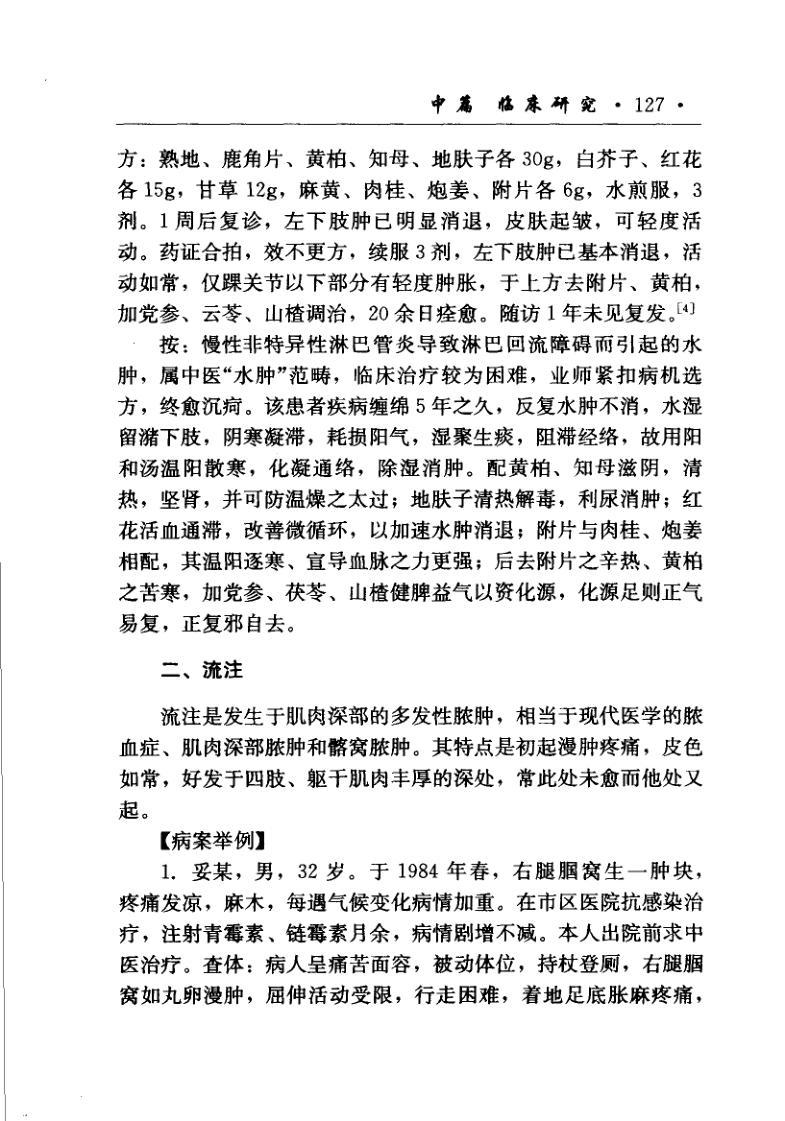 中篇 临床研究 · 127 ·
方：熟地、鹿角片、黄柏、知母、地肤子各 30g，白芥子、红花
各 15g，甘草 12g，麻黄、肉桂、炮姜、附片各 6g，水煎服，3
剂。1 周后复诊，左下肢肿已明显消退，皮肤起皱，可轻度活
动。药证合拍，效不更方，续服 3 剂，左下肢肿已基本消退，活
动如常，仅踝关节以下部分有轻度肿胀，于上方去附片、黄柏，
加党参、云苓、山楂调治，20 余日痊愈。随访 1 年未见复发。[4]
按：慢性非特异性淋巴管炎导致淋巴回流障碍而引起的水
肿，属中医“水肿”范畴，临床治疗较为困难，业师紧扣病机选
方，终愈沉疴。该患者疾病缠绵 5 年之久，反复水肿不消，水湿
留潴下肢，阴寒凝滞，耗损阳气，湿聚生痰，阻滞经络，故用阳
和汤温阳散寒，化凝通络，除湿消肿。配黄柏、知母滋阴，清
热，坚肾，并可防温燥之太过；地肤子清热解毒，利尿消肿；红
花活血通滞，改善微循环，以加速水肿消退；附片与肉桂、炮姜
相配，其温阳逐寒、宣导血脉之力更强；后去附片之辛热、黄柏
之苦寒，加党参、茯苓、山楂健脾益气以资化源，化源足则正气
易复，正复邪自去。
二、流注
流注是发生于肌肉深部的多发性脓肿，相当于现代医学的脓
血症、肌肉深部脓肿和髂窝脓肿。其特点是初起漫肿疼痛，皮色
如常，好发于四肢、躯干肌肉丰厚的深处，常此处未愈而他处又
起。
【病案举例】
1. 妥某，男，32 岁。于 1984 年春，右腿腘窝生一肿块，
疼痛发凉，麻木，每遇气候变化病情加重。在市区医院抗感染治
疗，注射青霉素、链霉素月余，病情剧增不减。本人出院前求中
医治疗。查体：病人呈痛苦面容，被动体位，持杖登厕，右腿腘
窝如丸卵漫肿，屈伸活动受限，行走困难，着地足底胀麻疼痛，